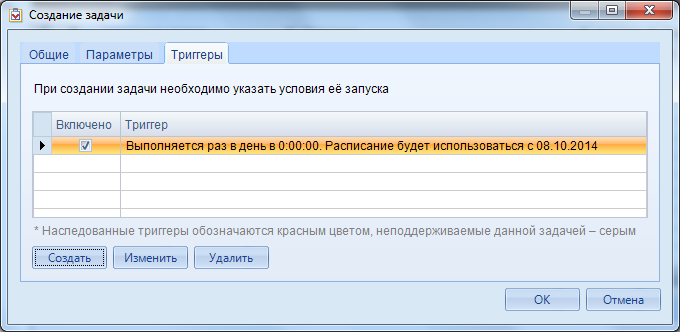 Создание задачи
Общие Параметры Триггеры
При создании задачи необходимо указать условия её запуска
Включено Триггер
Выполняется раз в день в 0:00:00. Расписание будет использоваться с 08.10.2014
* Наследованные триггеры обозначаются красным цветом, неподдерживаемые данной задачей – серым
Создать Изменить Удалить
ОК Отмена